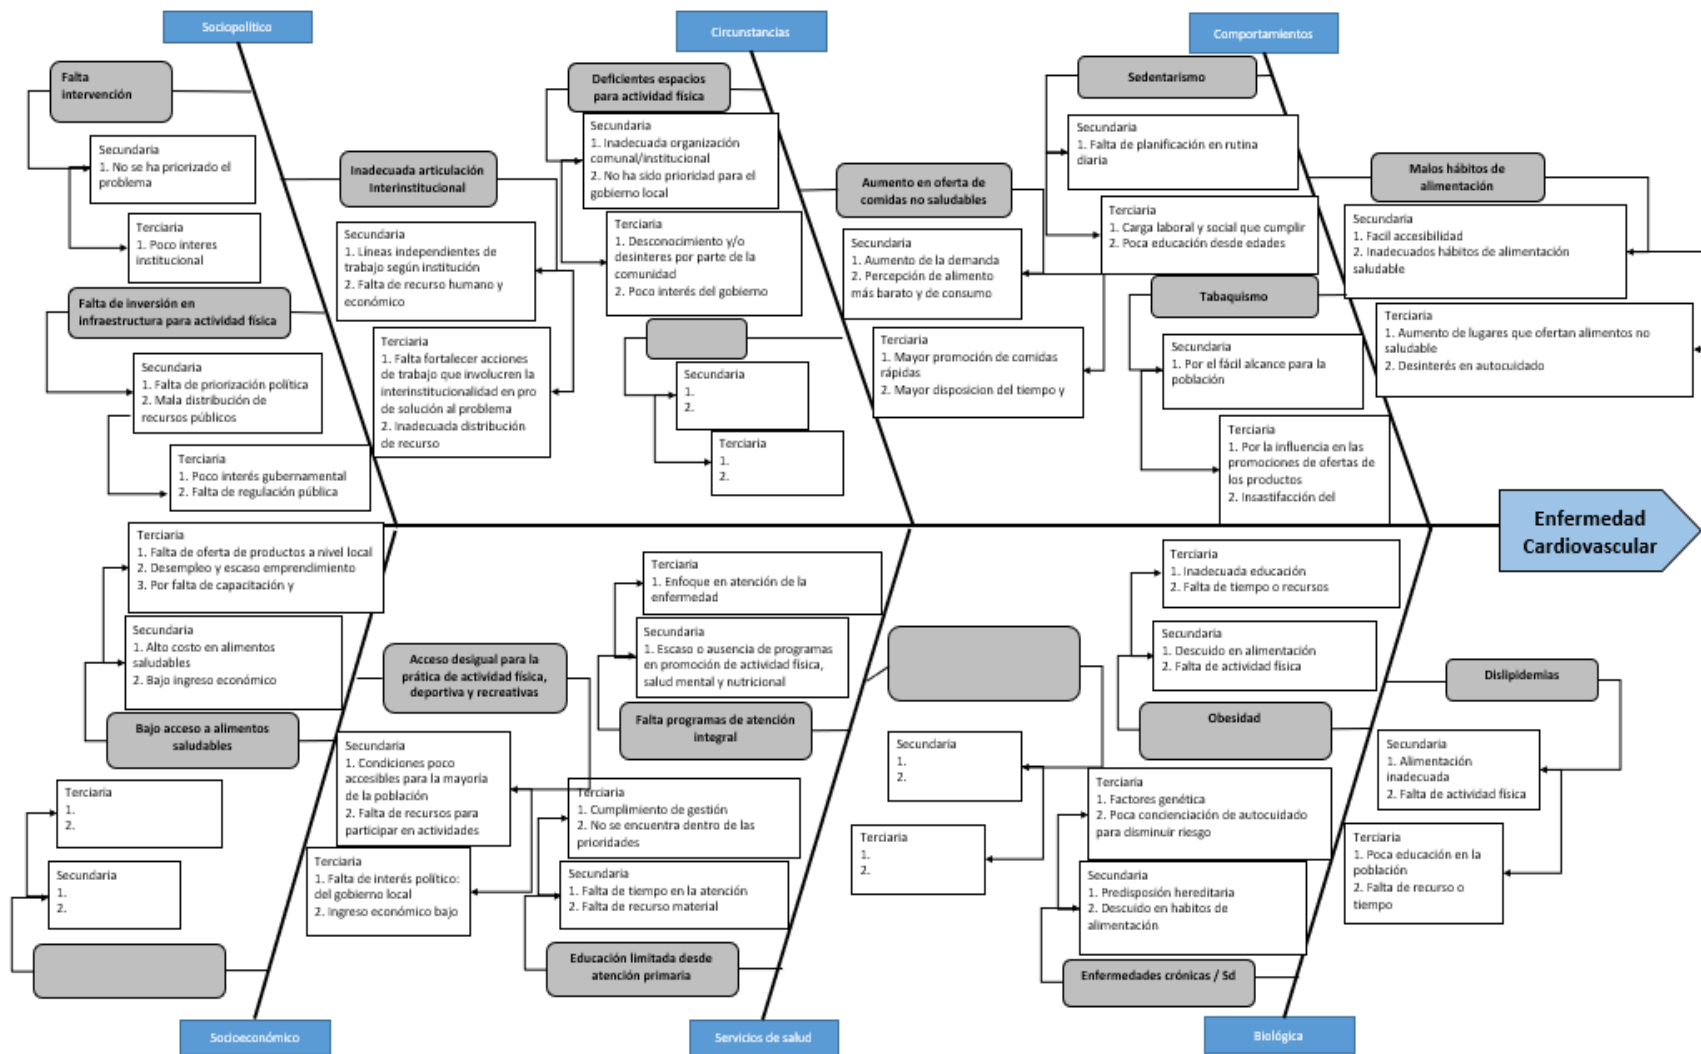 Sociopolítico
Circunstancias
Comportamientos
Falta
intervención
Secundaria
1. No se ha priorizado el
problema
Terciaria
1. Poco interes
institucional
Inadecuada articulación
Interinstitucional
Secundaria
1. Líneas independientes de
trabajo según institución
2. Falta de recurso humano y
económico
Terciaria
1. Falta fortalecer acciones
de trabajo que involucren la
interinstitucionalidad en pro
de solución al problema
2. Inadecuada distribución
de recurso
Falta de inversión en
infraestructura para actividad física
Secundaria
1. Falta de priorización política
2. Mala distribución de
recursos públicos
Terciaria
1. Poco interés gubernamental
2. Falta de regulación pública
Deficientes espacios
para actividad física
Secundaria
1. Inadecuada organización
comunal/institucional
2. No ha sido prioridad para el
gobierno local
Terciaria
1. Desconocimiento y/o
desinteres por parte de la
comunidad
2. Poco interés del gobierno
Aumento en oferta de
comidas no saludables
Secundaria
1. Aumento de la demanda
2. Percepción de alimento
más barato y de consumo
Terciaria
1. Mayor promoción de comidas
rápidas
2. Mayor disposicion del tiempo y
Secundaria
1.
2.
Terciaria
1.
2.
Sedentarismo
Secundaria
1. Falta de planificación en rutina
diaria
Terciaria
1. Carga laboral y social que cumplir
2. Poca educación desde edades
Malos hábitos de
alimentación
Secundaria
1. Facil accesibilidad
2. Inadecuados hábitos de alimentación
saludable
Terciaria
1. Aumento de lugares que ofertan alimentos no
saludable
2. Desinterés en autocuidado
Tabaquismo
Secundaria
1. Por el fácil alcance para la
población
Terciaria
1. Por la influencia en las
promociones de ofertas de
los productos
2. Insastifacción del
Enfermedad
Cardiovascular
Terciaria
1. Falta de oferta de productos a nivel local
2. Desempleo y escaso emprendimiento
3. Por falta de capacitación y
Secundaria
1. Alto costo en alimentos
saludables
2. Bajo ingreso económico
Bajo acceso a alimentos
saludables
Acceso desigual para la
prática de actividad física,
deportiva y recreativas
Secundaria
1. Condiciones poco
accesibles para la mayoría
de la población
2. Falta de recursos para
participar en actividades
Terciaria
1. Falta de interés político:
del gobierno local
2. Ingreso económico bajo
Terciaria
1.
2.
Secundaria
1.
2.
Terciaria
1. Enfoque en atención de la
enfermedad
Secundaria
1. Escaso o ausencia de programas
en promoción de actividad física,
salud mental y nutricional
Falta programas de atención
integral
Secundaria
1.
2.
Terciaria
1.
2.
Terciaria
1. Cumplimiento de gestión
2. No se encuentra dentro de las
prioridades
Secundaria
1. Falta de tiempo en la atención
2. Falta de recurso material
Educación limitada desde
atención primaria
Terciaria
1. Inadecuada educación
2. Falta de tiempo o recursos
Secundaria
1. Descuido en alimentación
2. Falta de actividad física
Obesidad
Dislipidemias
Secundaria
1. Alimentación
inadecuada
2. Falta de actividad física
Terciaria
1. Poca educación en la
población
2. Falta de recurso o
tiempo
Terciaria
1. Factores genética
2. Poca concienciación de autocuidado
para disminuir riesgo
Secundaria
1. Predisposición hereditaria
2. Descuido en habitos de
alimentación
Enfermedades crónicas / Sd
Socioeconómico
Servicios de salud
Biológica